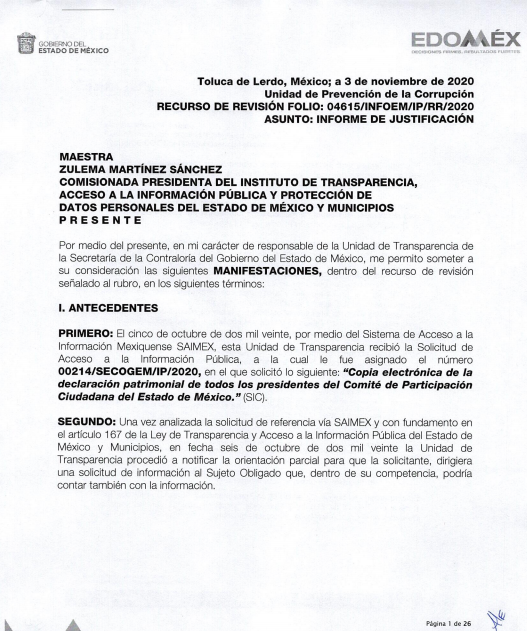 GOBIERNO DEL
ESTADO DE MÉXICO
EDOMÉX
DECISIONES FIRMES, RESULTADOS FUERTES.
Toluca de Lerdo, México; a 3 de noviembre de 2020
Unidad de Prevención de la Corrupción
RECURSO DE REVISIÓN FOLIO: 04615/INFOEM/IP/RR/2020
ASUNTO: INFORME DE JUSTIFICACIÓN
MAESTRA
ZULEMA MARTÍNEZ SÁNCHEZ
COMISIONADA PRESIDENTA DEL INSTITUTO DE TRANSPARENCIA,
ACCESO A LA INFORMACIÓN PÚBLICA Y PROTECCIÓN DE
DATOS PERSONALES DEL ESTADO DE MÉXICO Y MUNICIPIOS
P R E S E N T E
Por medio del presente, en mi carácter de responsable de la Unidad de Transparencia de
la Secretaría de la Contraloría del Gobierno del Estado de México, me permito someter a
su consideración las siguientes MANIFESTACIONES, dentro del recurso de revisión
señalado al rubro, en los siguientes términos:
I. ANTECEDENTES
PRIMERO: El cinco de octubre de dos mil veinte, por medio del Sistema de Acceso a la
Información Mexiquense SAIMEX, esta Unidad de Transparencia recibió la Solicitud de
Acceso a la Información Pública, a la cual le fue asignado el número
00214/SECOGEM/IP/2020, en el que solicitó lo siguiente: “Copia electrónica de la
declaración patrimonial de todos los presidentes del Comité de Participación
Ciudadana del Estado de México.” (SIC).
SEGUNDO: Una vez analizada la solicitud de referencia vía SAIMEX y con fundamento en
el artículo 167 de la Ley de Transparencia y Acceso a la Información Pública del Estado de
México y Municipios, en fecha seis de octubre de dos mil veinte la Unidad de
Transparencia procedió a notificar la orientación parcial para que la solicitante, dirigiera
una solicitud de información al Sujeto Obligado que, dentro de su competencia, podría
contar también con la información.
Página 1 de 26